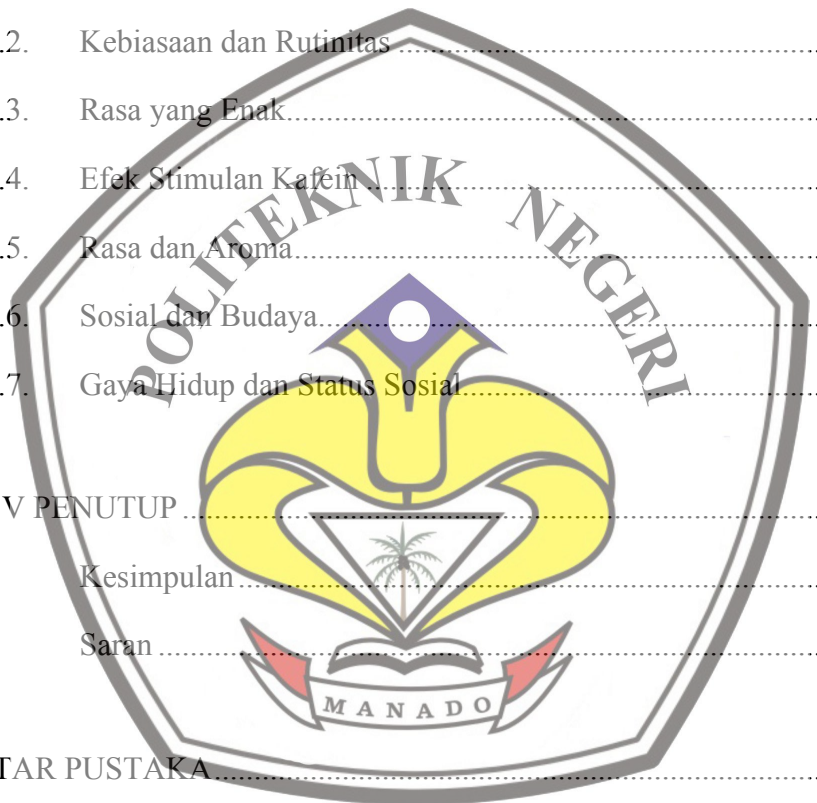 .2. Kebiasaan dan Rutinitas ........................................................
.3. Rasa yang Enak........................................................................
.4. Efek Stimulan Kafein ............................................................
.5. Rasa dan Aroma ......................................................................
.6. Sosial dan Budaya...................................................................
.7. Gaya Hidup dan Status Sosial................................................
POLITEKNIK NEGERI
V PENUTUP ....................................................................................
Kesimpulan ..............................................................................
Saran ........................................................................................
MANADO
TAR PUSTAKA................................................................................